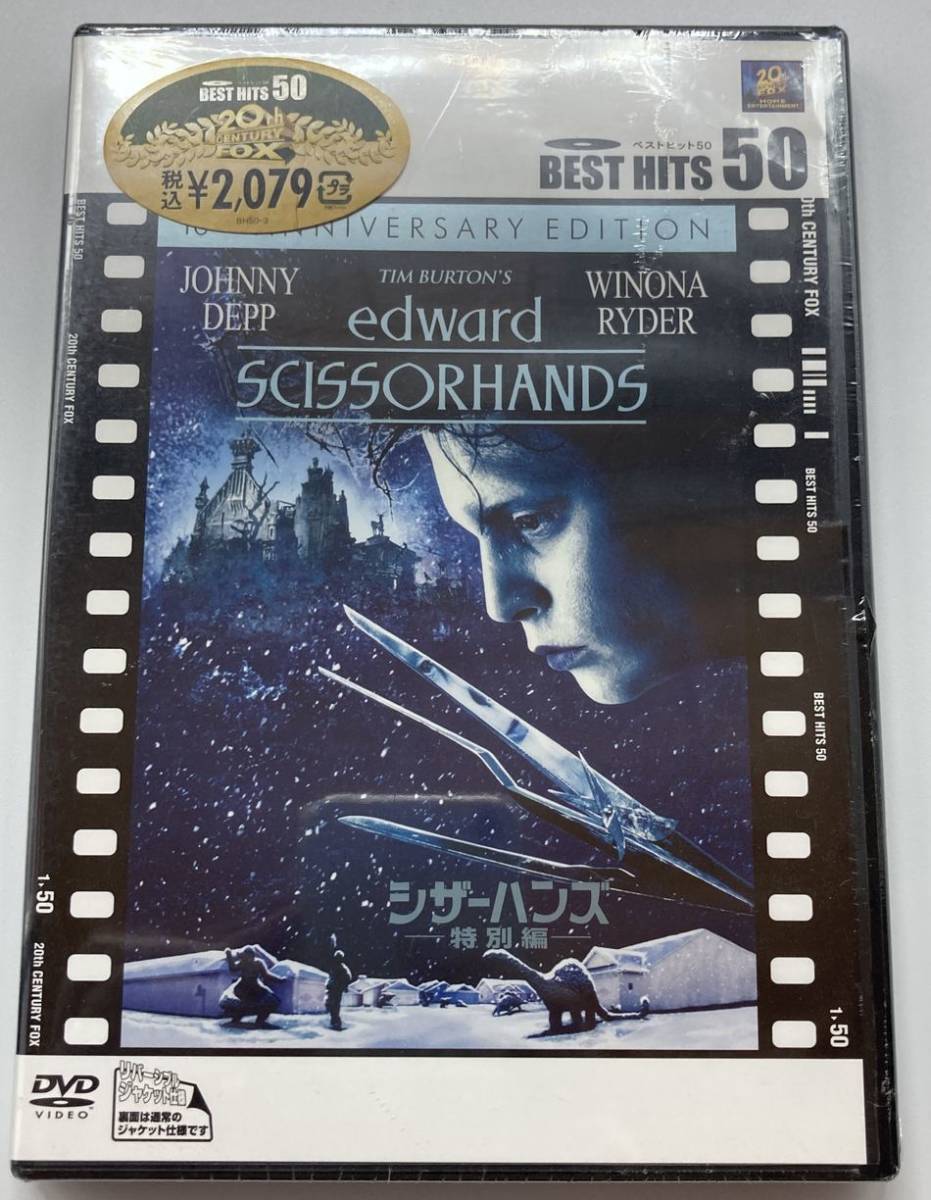 BEST HITS 50
20th
CENTURY
FOX
税込 ¥2,079 プラ
BH50-3
20th
CENTURY
FOX
HOME
ENTERTAINMENT
ベストヒット50
BEST HITS 50
ANNIVERSARY EDITION
JOHNNY
DEPP
TIM BURTON'S
WINONA
RYDER
edward
SCISSORHANDS
シザーハンズ
特別編
BEST HITS 50
20th CENTURY FOX
1▸50
20th CENTURY FOX
20th CENTURY FOX
BEST HITS 50
BEST HITS 50
1▸50
DVD
VIDEO
リバーシブル
ジャケット仕様
裏面は通常の
ジャケット仕様です